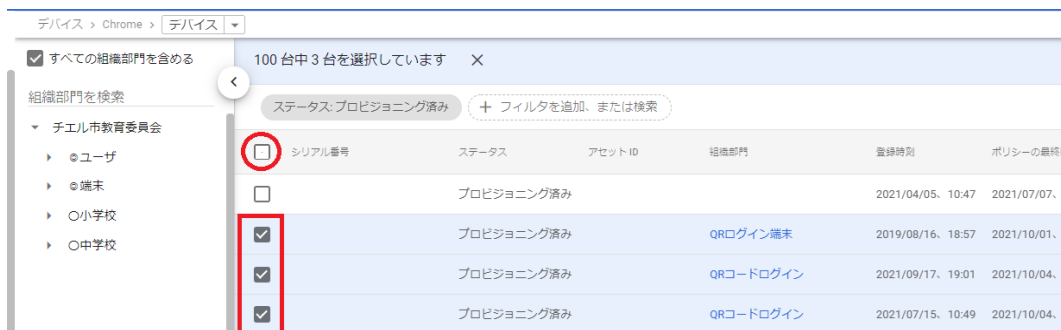 デバイス > Chrome > デバイス
すべての組織部門を含める
100 台中 3 台を選択しています
組織部門を検索
ステータス: プロビジョニング済み
+ フィルタを追加、または検索
チエル市教育委員会
◎ユーザ
◎端末
〇小学校
〇中学校
シリアル番号 ステータス アセット ID 組織部門 登録時刻 ポリシーの最終
プロビジョニング済み 2021/04/05、10:47 2021/07/07、
プロビジョニング済み QRログイン端末 2019/08/16、18:57 2021/10/01、
プロビジョニング済み QRコードログイン 2021/09/17、19:01 2021/10/04、
プロビジョニング済み QRコードログイン 2021/07/15、10:49 2021/10/04、